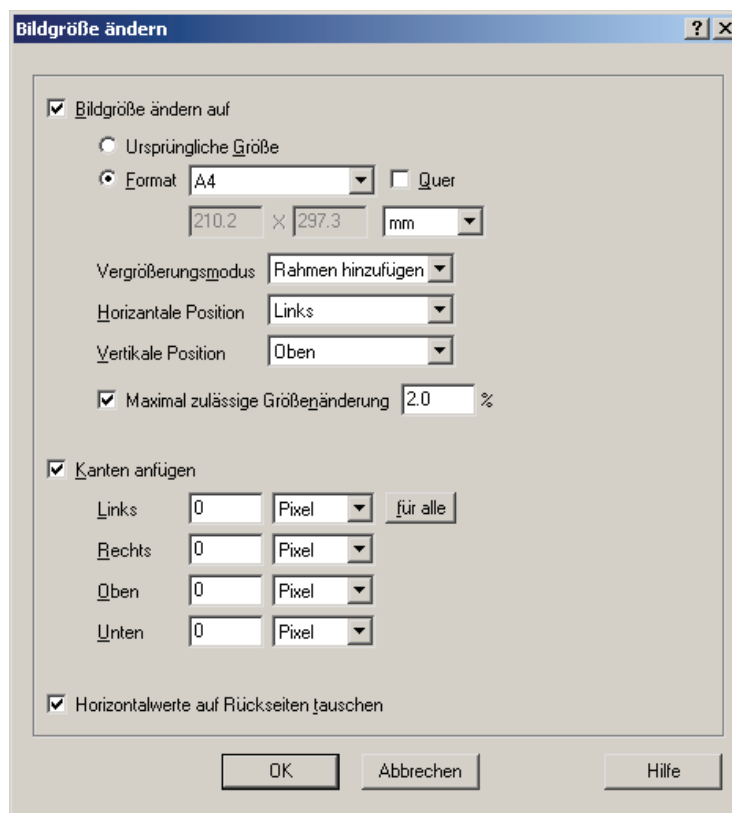 Bildgröße ändern
Bildgröße ändern auf
Ursprüngliche Größe
Format A4 Quer
210.2 X 297.3 mm
Vergrößerungsmodus Rahmen hinzufügen
Horizantale Position Links
Vertikale Position Oben
Maximal zulässige Größenänderung 2.0 %
Kanten anfügen
Links 0 Pixel für alle
Rechts 0 Pixel
Oben 0 Pixel
Unten 0 Pixel
Horizontalwerte auf Rückseiten tauschen
OK Abbrechen Hilfe